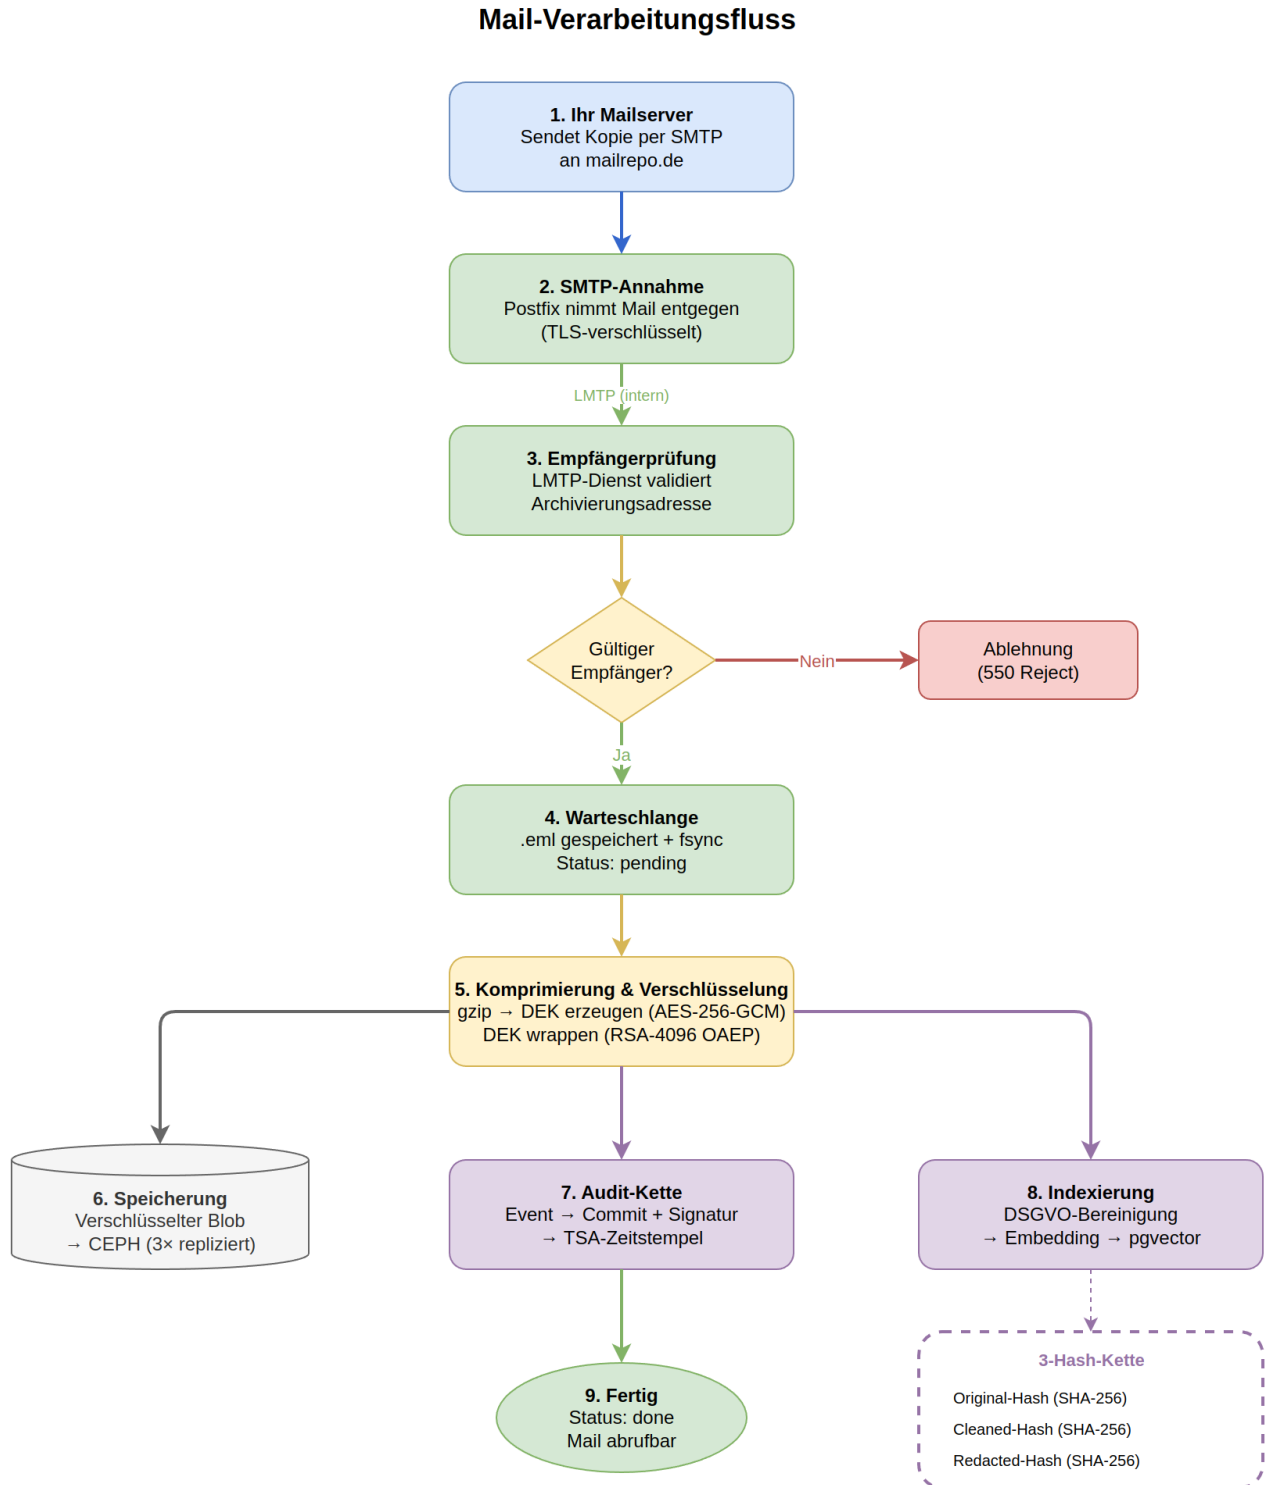 Mail-Verarbeitungsfluss
1. Ihr Mailserver
Sendet Kopie per SMTP
an mailrepo.de
2. SMTP-Annahme
Postfix nimmt Mail entgegen
(TLS-verschlüsselt)
LMTP (intern)
3. Empfängerprüfung
LMTP-Dienst validiert
Archivierungsadresse
Gültiger
Empfänger?
Nein
Ablehnung
(550 Reject)
Ja
4. Warteschlange
.eml gespeichert + fsync
Status: pending
5. Komprimierung & Verschlüsselung
gzip → DEK erzeugen (AES-256-GCM)
DEK wrappen (RSA-4096 OAEP)
6. Speicherung
Verschlüsselter Blob
→ CEPH (3× repliziert)
7. Audit-Kette
Event → Commit + Signatur
→ TSA-Zeitstempel
8. Indexierung
DSGVO-Bereinigung
→ Embedding → pgvector
3-Hash-Kette
Original-Hash (SHA-256)
Cleaned-Hash (SHA-256)
Redacted-Hash (SHA-256)
9. Fertig
Status: done
Mail abrufbar